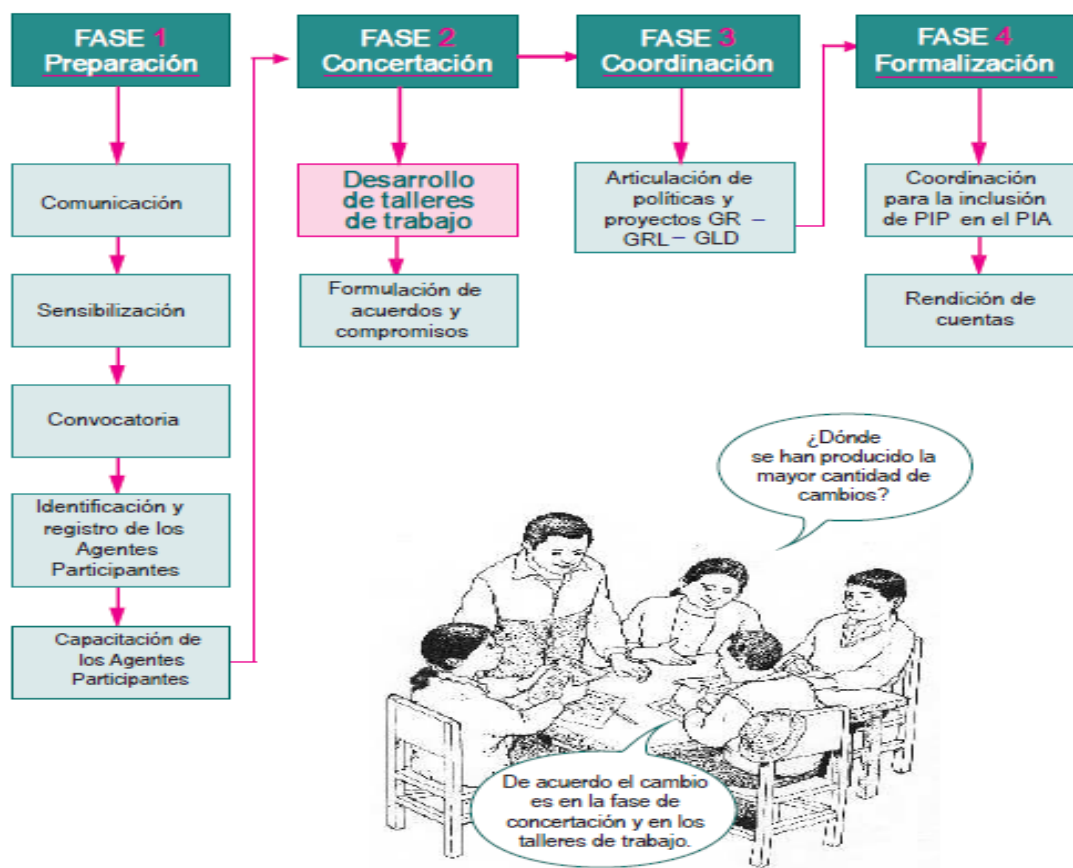 FASE 1
Preparación
Comunicación
Sensibilización
Convocatoria
Identificación y
registro de los
Agentes
Participantes
Capacitación de
los Agentes
Participantes
FASE 2
Concertación
Desarrollo
de talleres
de trabajo
Formulación de
acuerdos y
compromisos
FASE 3
Coordinación
Articulación de
políticas y
proyectos GR –
GRL – GLD
FASE 4
Formalización
Coordinación
para la inclusión
de PIP en el PIA
Rendición de
cuentas
¿Dónde
se han producido la
mayor cantidad de
cambios?
De acuerdo el cambio
es en la fase de
concertación y en los
talleres de trabajo.